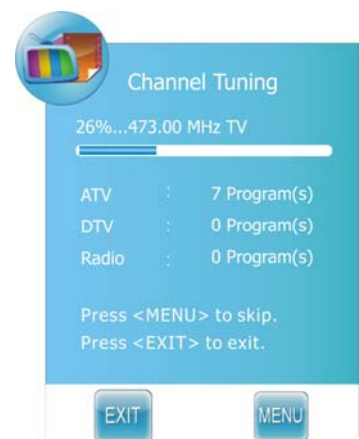 Channel Tuning
26%...473.00 MHz TV
ATV : 7 Program(s)
DTV : 0 Program(s)
Radio : 0 Program(s)
Press <MENU> to skip.
Press <EXIT> to exit.
EXIT MENU